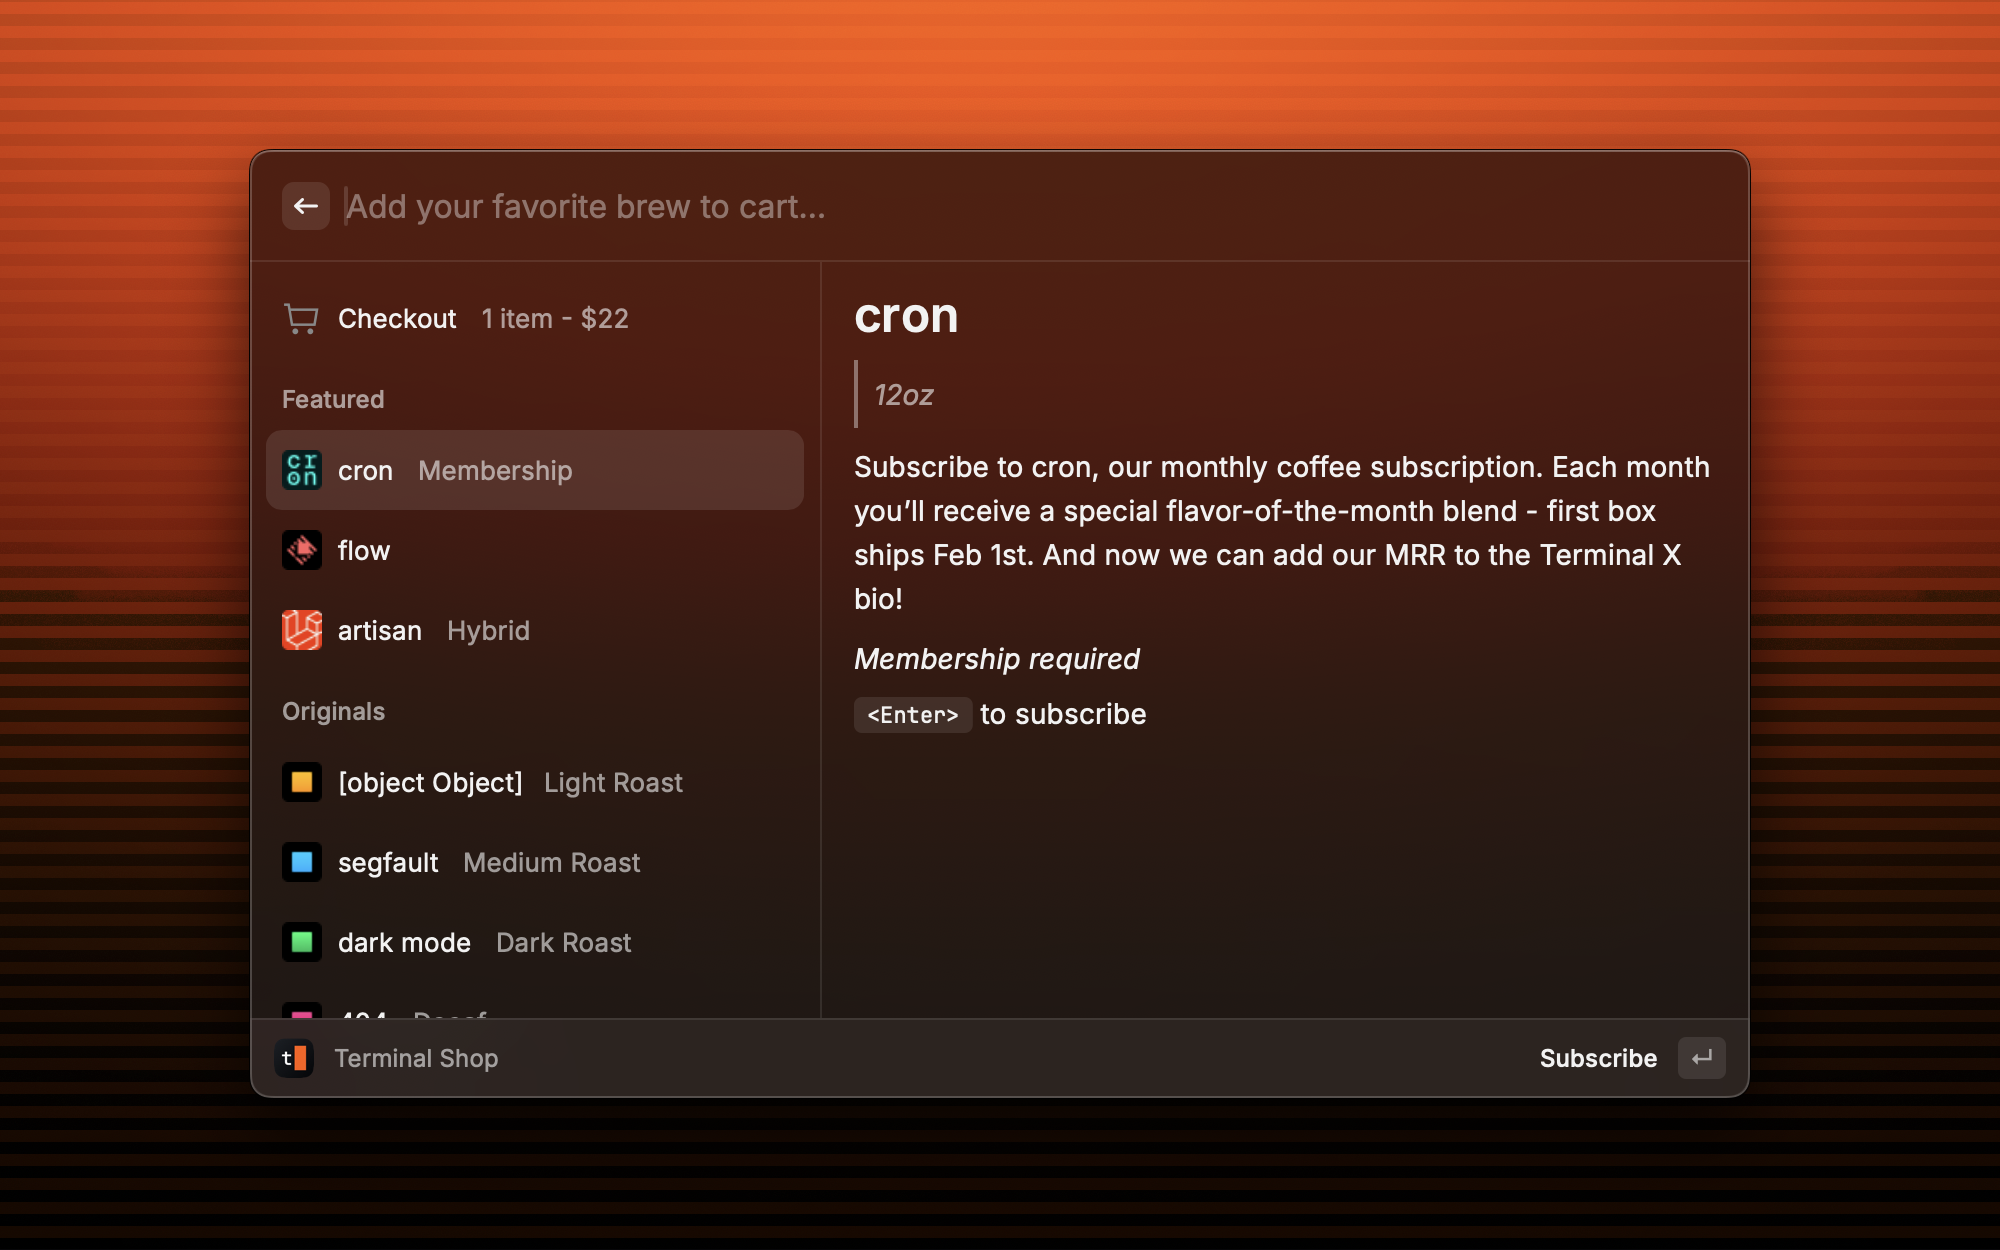 Add your favorite brew to cart...
Checkout 1 item - $22
Featured
cron Membership
flow
artisan Hybrid
Originals
[object Object] Light Roast
segfault Medium Roast
dark mode Dark Roast
404 Decaf
cron
12oz
Subscribe to cron, our monthly coffee subscription. Each month
you’ll receive a special flavor-of-the-month blend - first box
ships Feb 1st. And now we can add our MRR to the Terminal X
bio!
Membership required
<Enter> to subscribe
t
Terminal Shop
Subscribe